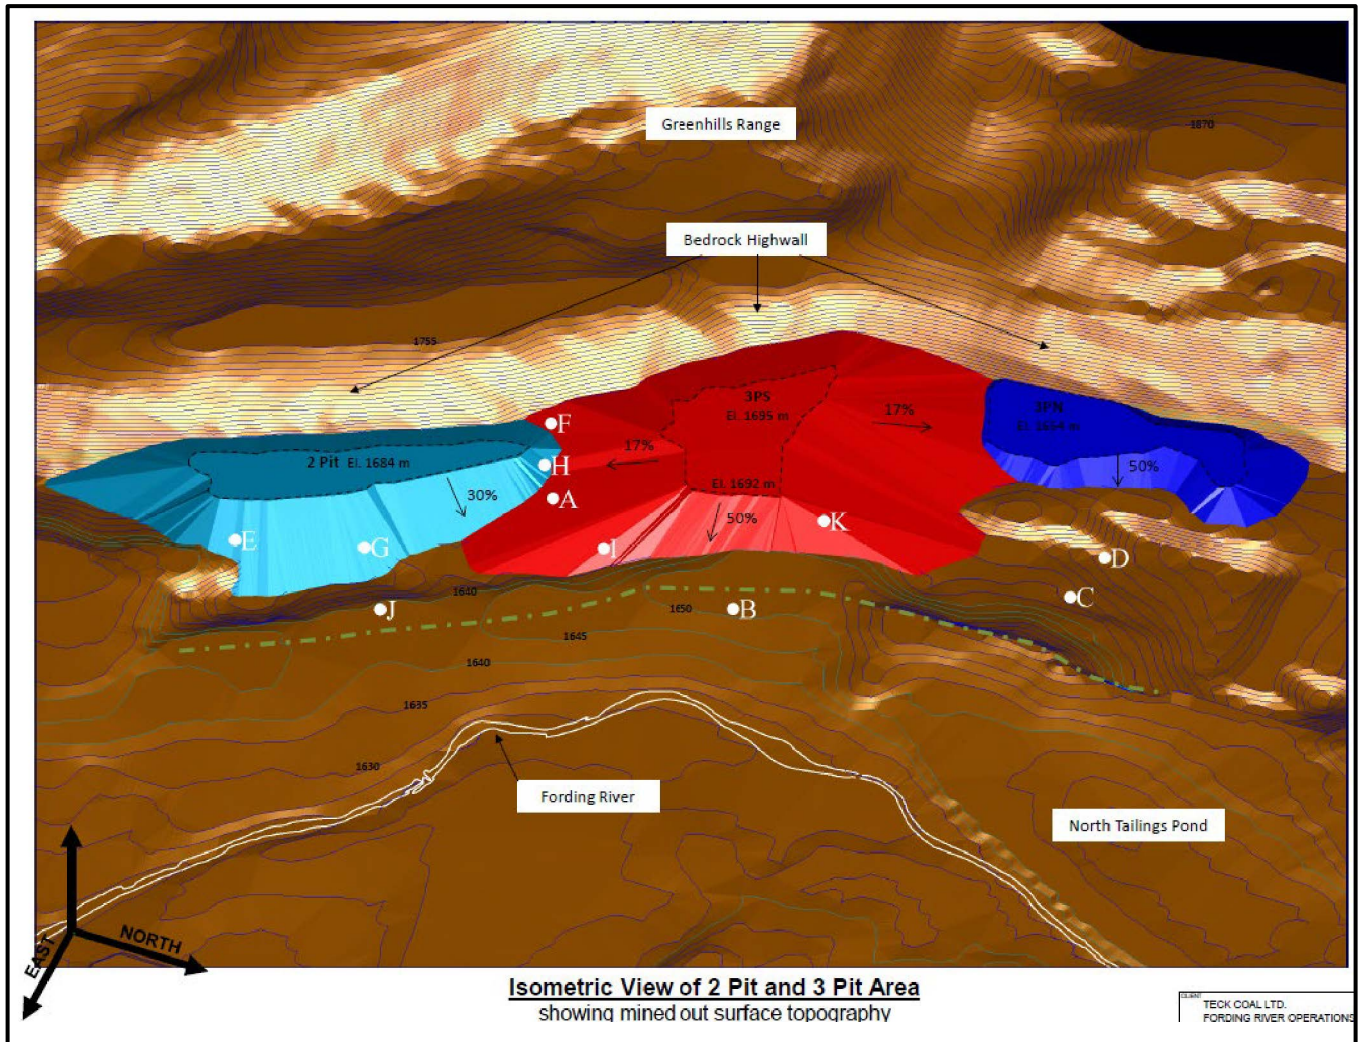 Greenhills Range
1870
Bedrock Highwall
1755
3PS
El. 1695 m
17%
3PN
F
17%
2 Pit El. 1684 m
H
50%
El. 1692 m
30%
A
50%
K
E
G
I
D
1640
C
J
1650
B
1645
1640
1635
1630
Fording River
North Tailings Pond
NORTH
EAST
Isometric View of 2 Pit and 3 Pit Area
showing mined out surface topography
CLIENT
TECK COAL LTD.
FORDING RIVER OPERATIONS